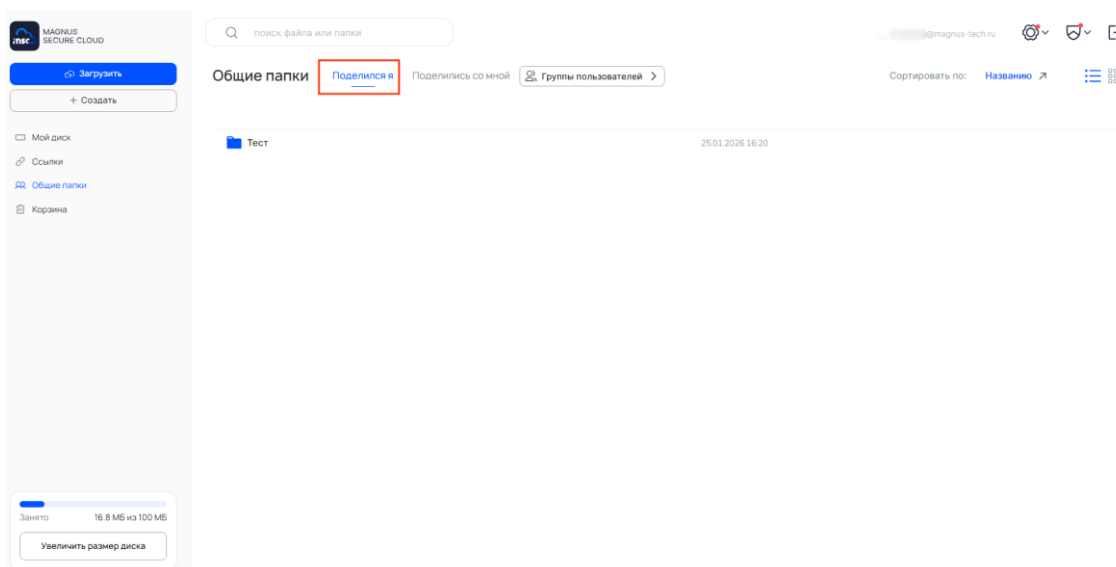 MAGNUS
SECURE CLOUD
msc
поиск файла или папки
@magnus-tech.ru
Загрузить
+ Создать
Общие папки
Поделился я
Поделились со мной
Группы пользователей
Сортировать по:
Названию
Мой диск
Ссылки
Общие папки
Корзина
Тест
25.01.2026 16:20
Занято
16.8 МБ из 100 МБ
Увеличить размер диска